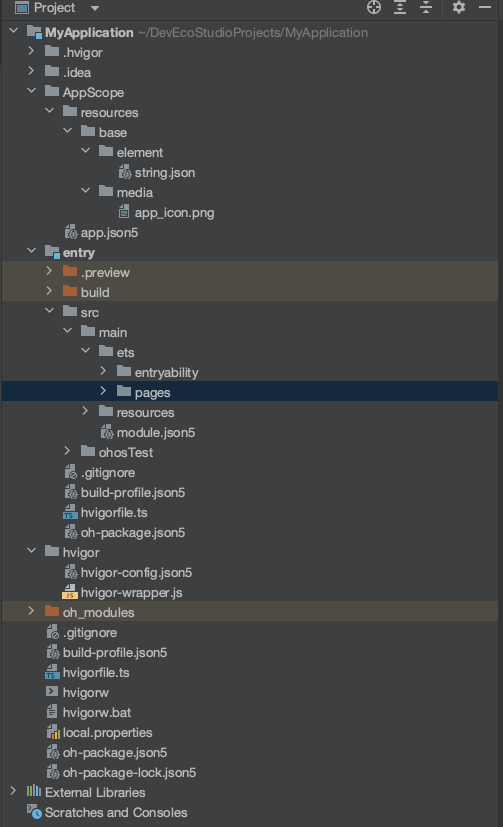 Project
MyApplication ~/DevEcoStudioProjects/MyApplication
.hvigor
.idea
AppScope
resources
base
element
string.json
media
app_icon.png
app.json5
entry
.preview
build
src
main
ets
entryability
pages
resources
module.json5
ohosTest
.gitignore
build-profile.json5
hvigorfile.ts
oh-package.json5
hvigor
hvigor-config.json5
hvigor-wrapper.js
oh_modules
.gitignore
build-profile.json5
hvigorfile.ts
hvigorw
hvigorw.bat
local.properties
oh-package.json5
oh-package-lock.json5
External Libraries
Scratches and Consoles